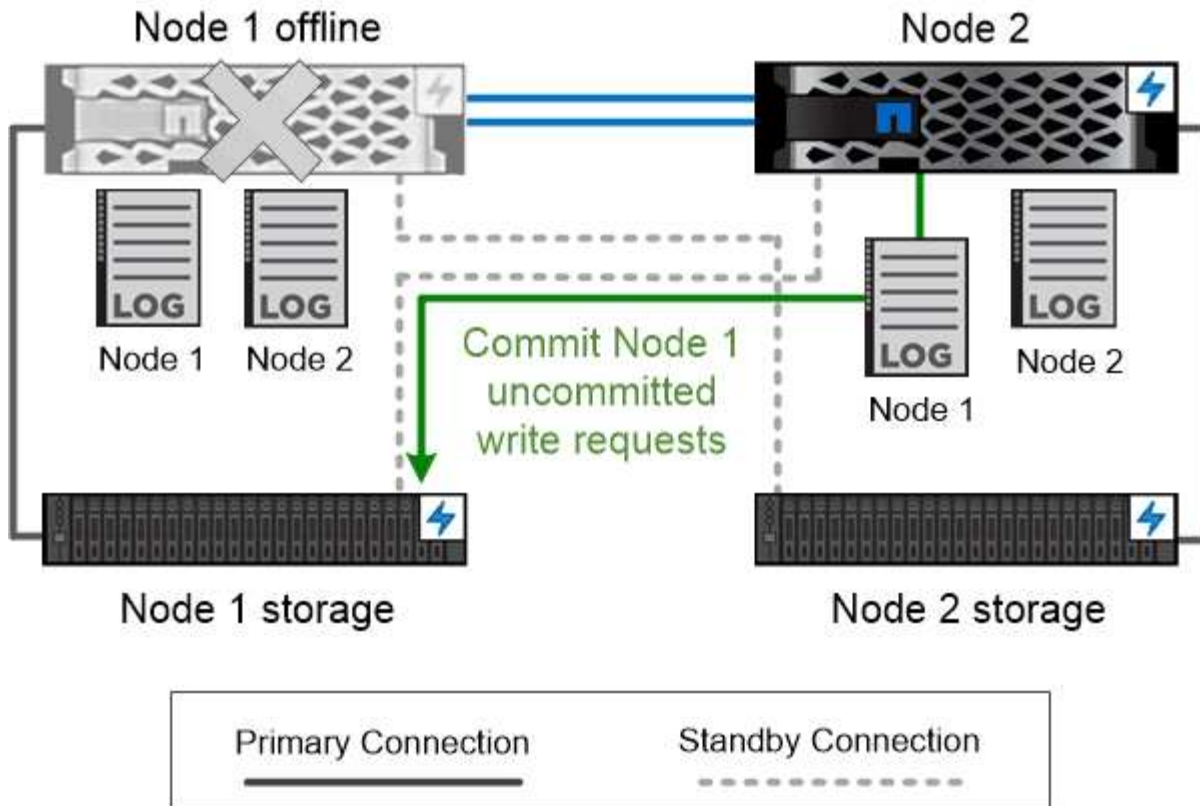 Node 1 offline
Node 2
LOG
LOG
LOG
LOG
Node 1
Node 2
Node 1
Node 2
Commit Node 1
uncommitted
write requests
Node 1 storage
Node 2 storage
Primary Connection
Standby Connection